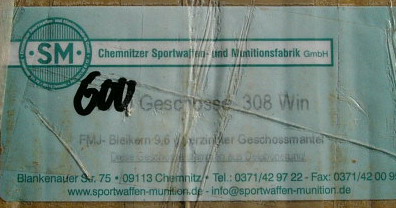 SM
Chemnitzer Sportwaffen- und Munitionsfabrik GmbH
600
Geschosse .308 Win
FMJ- Bleikern 9,6 g verzinkter Geschossmantel
Blankenauer Str. 75 • 09113 Chemnitz • Tel.: 0371/42 97 22 - Fax: 0371/42 00
www.sportwaffen-munition.de - info@sportwaffen-munition.de